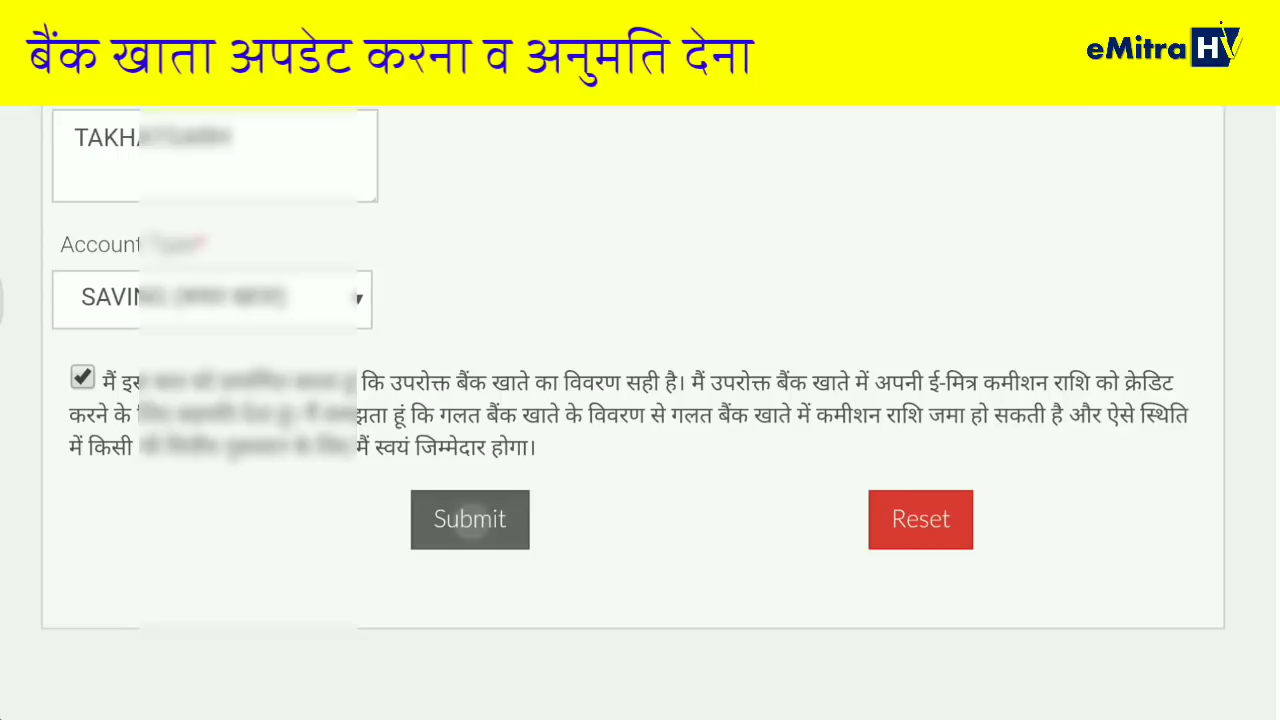 बैंक खाता अपडेट करना व अनुमति देना
eMitra HV
TAKHA
Account
SAVIN
मैं इस कि उपरोक्त बैंक खाते का विवरण सही है। मैं उपरोक्त बैंक खाते में अपनी ई-मित्र कमीशन राशि को क्रेडिट
करने के हूं कि गलत बैंक खाते के विवरण से गलत बैंक खाते में कमीशन राशि जमा हो सकती है और ऐसे स्थिति
में किसी मैं स्वयं जिम्मेदार होगा।
Submit
Reset